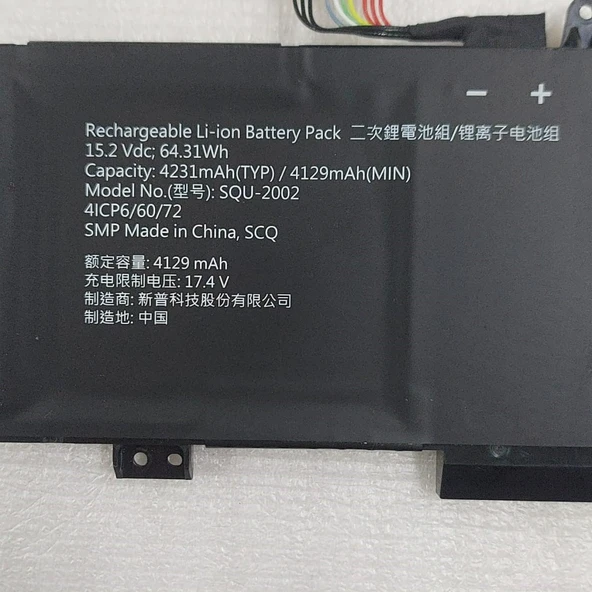 − +
Rechargeable Li-ion Battery Pack 二次鋰電池組/锂离子电池组
15.2 Vdc; 64.31Wh
Capacity: 4231mAh(TYP) / 4129mAh(MIN)
Model No.(型号): SQU-2002
4ICP6/60/72
SMP Made in China, SCQ
额定容量: 4129 mAh
充电限制电压: 17.4 V
制造商: 新普科技股份有限公司
制造地: 中国